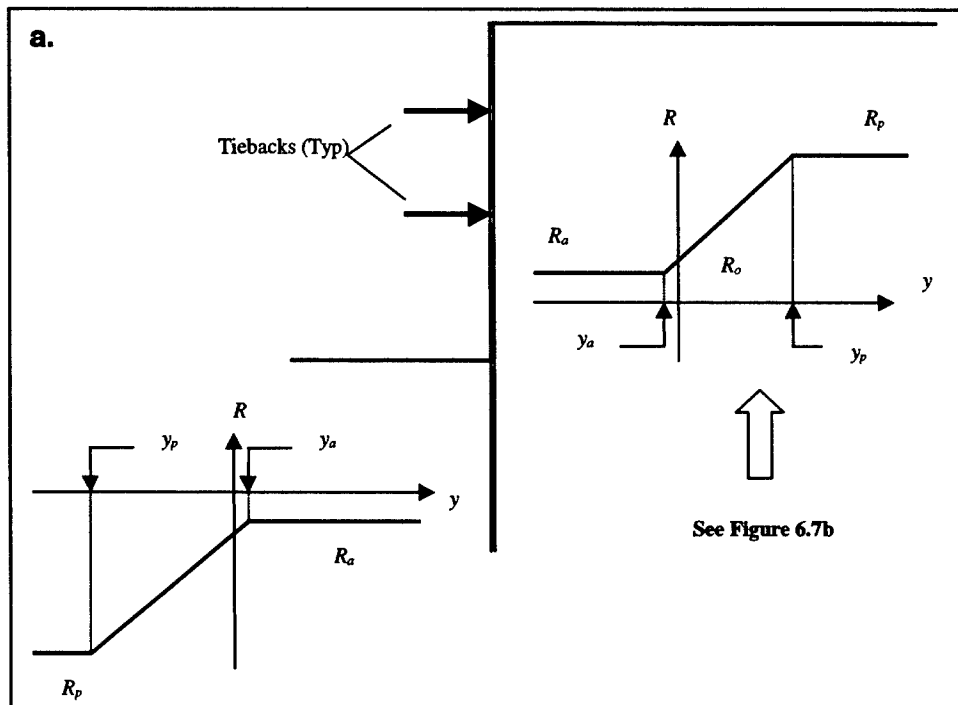 a.
Tiebacks (Typ)
R
R_p
R_a
R_o
y
y_a
y_p
R
y_p
y_a
y
See Figure 6.7b
R_a
R_p